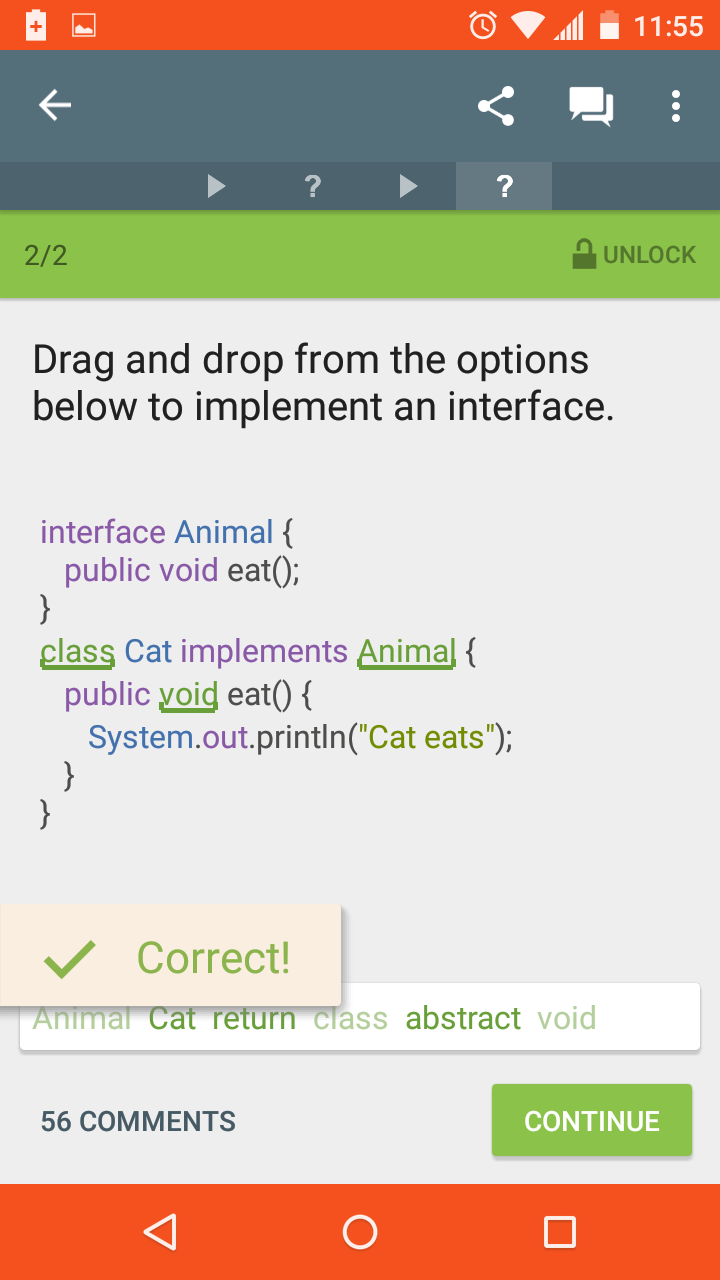 11:55
?
?
2/2
UNLOCK
Drag and drop from the options
below to implement an interface.
interface Animal {
public void eat();
}
class Cat implements Animal {
public void eat() {
System.out.println("Cat eats");
}
}
Correct!
Animal Cat return class abstract void
56 COMMENTS
CONTINUE